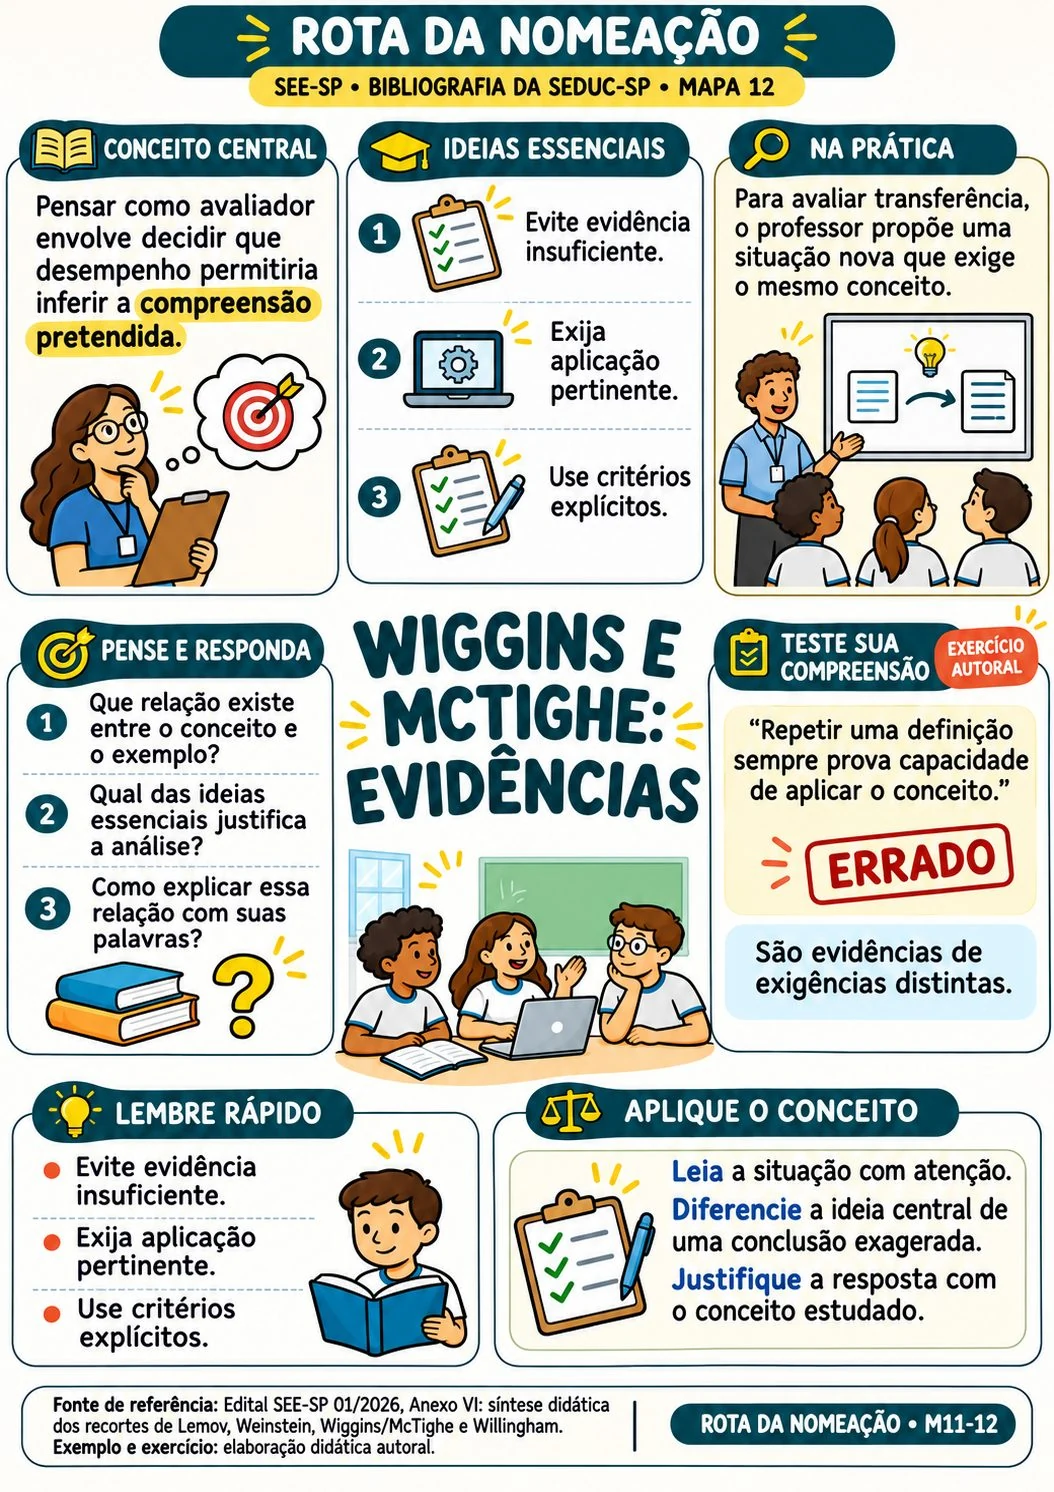 ROTA DA NOMEAÇÃO
SEE-SP • BIBLIOGRAFIA DA SEDUC-SP • MAPA 12
CONCEITO CENTRAL
Pensar como avaliador
envolve decidir que
desempenho permitiria
inferir a compreensão
pretendida.
IDEIAS ESSENCIAIS
1
Evite evidência
insuficiente.
2
Exija
aplicação
pertinente.
3
Use critérios
explícitos.
NA PRÁTICA
Para avaliar transferência,
o professor propõe uma
situação nova que exige
o mesmo conceito.
PENSE E RESPONDA
1
Que relação existe
entre o conceito e
o exemplo?
2
Qual das ideias
essenciais justifica
a análise?
3
Como explicar essa
relação com suas
palavras?
?
WIGGINS E
MCTIGHE:
EVIDÊNCIAS
TESTE SUA
COMPREENSÃO
EXERCÍCIO
AUTORAL
“Repetir uma definição
sempre prova capacidade
de aplicar o conceito.”
ERRADO
São evidências de
exigências distintas.
LEMBRE RÁPIDO
• Evite evidência
insuficiente.
• Exija aplicação
pertinente.
• Use critérios
explícitos.
APLIQUE O CONCEITO
Leia a situação com atenção.
Diferencie a ideia central de
uma conclusão exagerada.
Justifique a resposta com
o conceito estudado.
Fonte de referência: Edital SEE-SP 01/2026, Anexo VI: síntese didática
dos recortes de Lemov, Weinstein, Wiggins/McTighe e Willingham.
Exemplo e exercício: elaboração didática autoral.
ROTA DA NOMEAÇÃO • M11-12